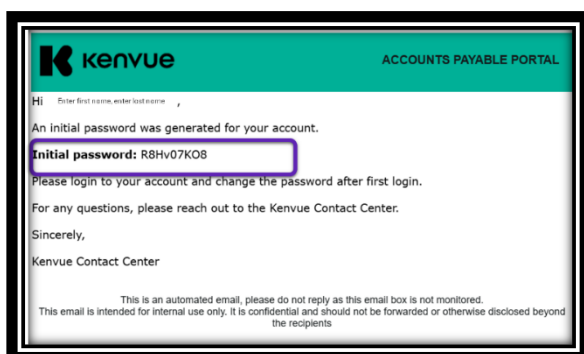 kenvue
ACCOUNTS PAYABLE PORTAL
Hi Enter first name, enter last name ,
An initial password was generated for your account.
Initial password: R8Hv07KO8
Please login to your account and change the password after first login.
For any questions, please reach out to the Kenvue Contact Center.
Sincerely,
Kenvue Contact Center
This is an automated email, please do not reply as this email box is not monitored.
This email is intended for internal use only. It is confidential and should not be forwarded or otherwise disclosed beyond
the recipients